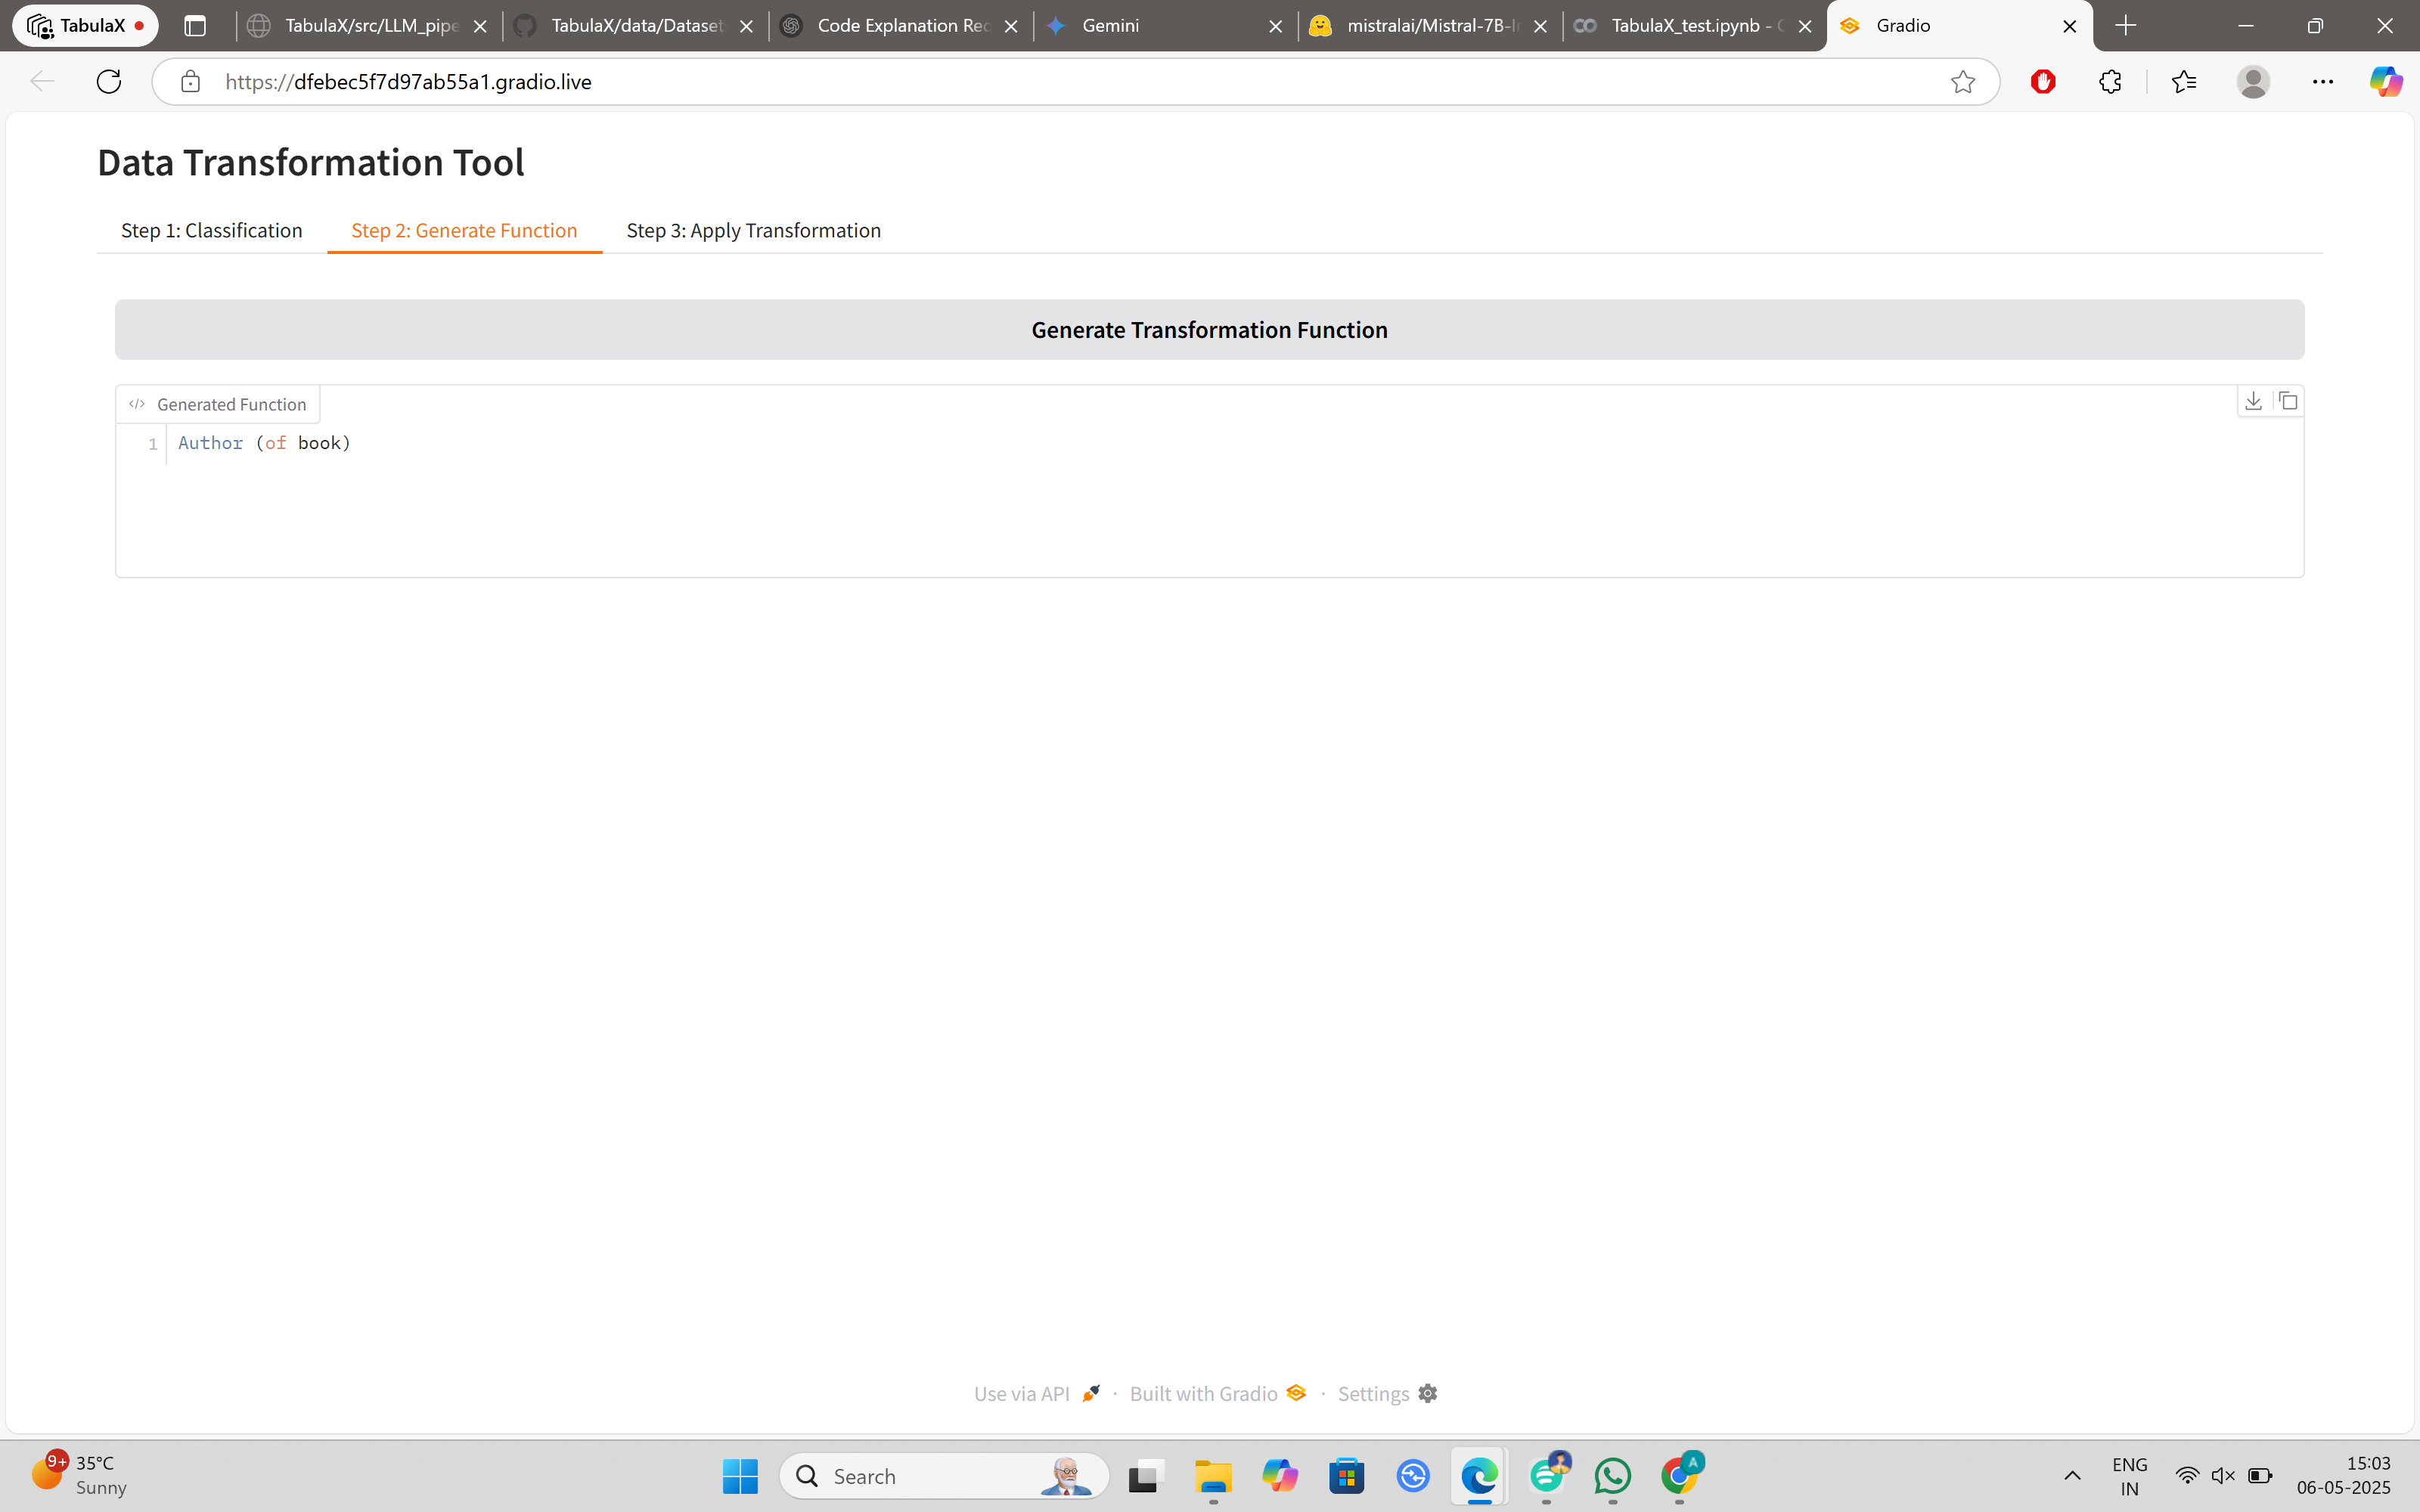 TabulaX
TabulaX/src/LLM_pipe
TabulaX/data/Dataset
Code Explanation Rec
Gemini
mistralai/Mistral-7B-I
TabulaX_test.ipynb - C
Gradio
https://dfebec5f7d97ab55a1.gradio.live
Data Transformation Tool
Step 1: Classification
Step 2: Generate Function
Step 3: Apply Transformation
Generate Transformation Function
Generated Function
1 Author (of book)
Use via API · Built with Gradio · Settings
9+
35°C
Sunny
Search
A
ENG
IN
15:03
06-05-2025